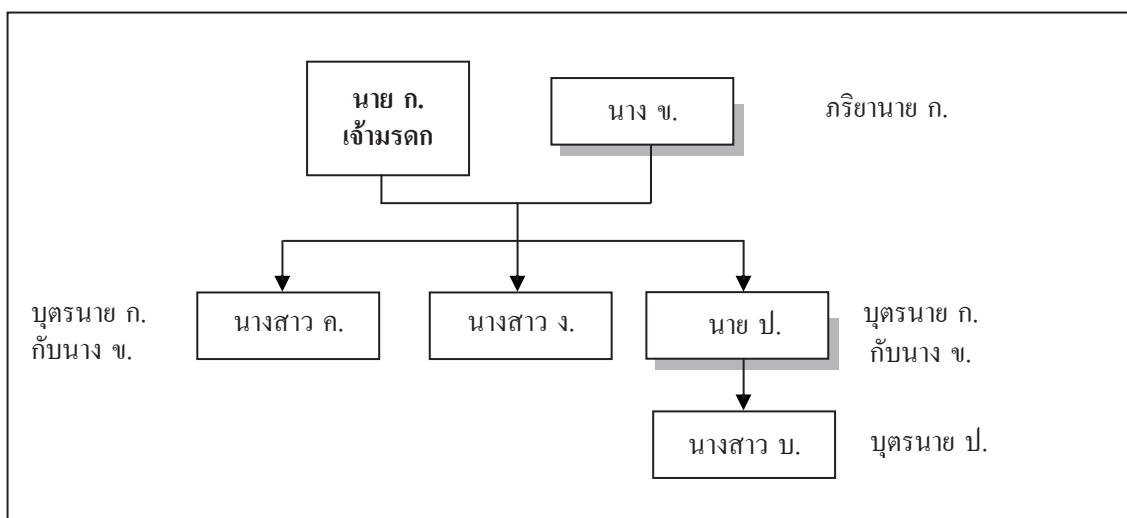 นาย ก.
เจ้ามรดก
นาง ข.
ภริยานาย ก.
บุตรนาย ก.
กับนาง ข.
นางสาว ค.
นางสาว ง.
นาย ป.
บุตรนาย ก.
กับนาง ข.
นางสาว บ.
บุตรนาย ป.